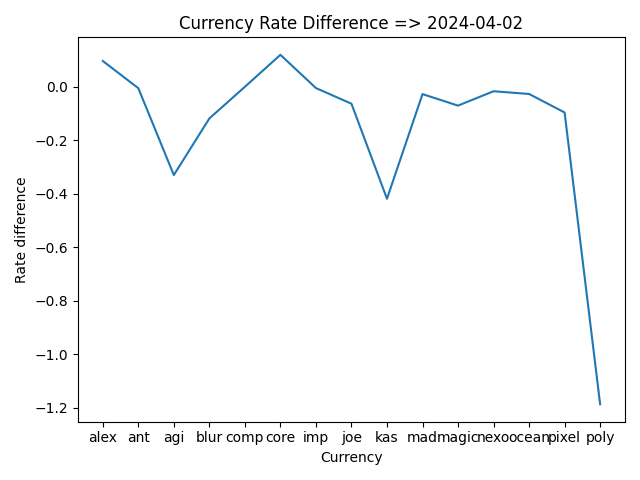 Currency Rate Difference => 2024-04-02
Rate difference
0.0
−0.2
−0.4
−0.6
−0.8
−1.0
−1.2
alex ant agi blur comp core imp joe kas mad magic nexo ocean pixel poly
Currency